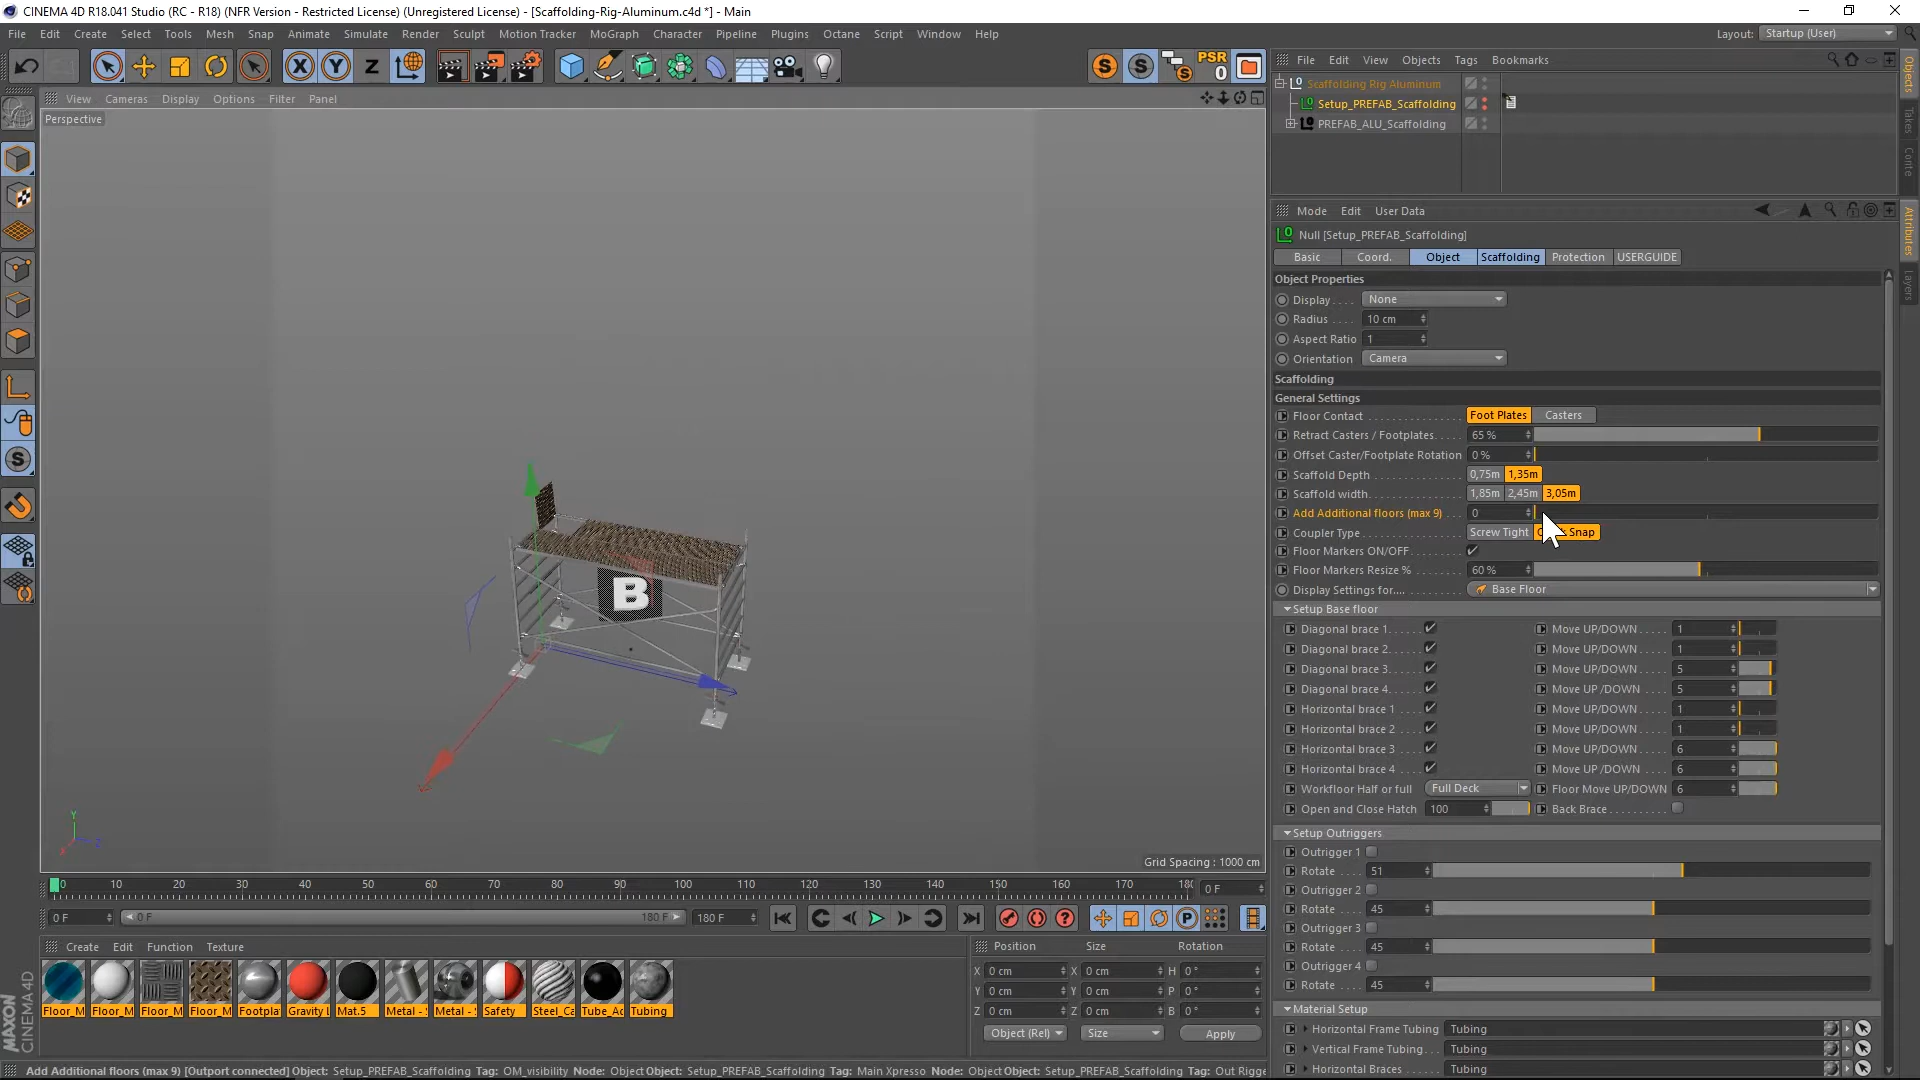 CINEMA 4D R18.041 Studio (RC - R18) (NFR Version - Restricted License) (Unregistered License) - [Scaffolding-Rig-Aluminum.c4d *] - Main
File Edit Create Select Tools Mesh Snap Animate Simulate Render Sculpt Motion Tracker MoGraph Character Pipeline Plugins Octane Script Window Help
Layout: Startup (User)
X Y Z S S PSR 0
File Edit View Objects Tags Bookmarks
Scaffolding Rig Aluminum
Setup_PREFAB_Scaffolding
PREFAB_ALU_Scaffolding
Objects
Takes
Conte
Attributes
Layers
View Cameras Display Options Filter Panel
Perspective
B
Grid Spacing : 1000 cm
Mode Edit User Data
Null [Setup_PREFAB_Scaffolding]
Basic Coord. Object Scaffolding Protection USERGUIDE
Object Properties
Display . . . . None
Radius . . . . 10 cm
Aspect Ratio 1
Orientation Camera
Scaffolding
General Settings
Floor Contact Foot Plates Casters
Retract Casters / Footplates. 65 %
Offset Caster/Footplate Rotation 0 %
Scaffold Depth 0,75m 1,35m
Scaffold width 1,85m 2,45m 3,05m
Add Additional floors (max 9) 0
Coupler Type Screw Tight Snap
Floor Markers ON/OFF
Floor Markers Resize % 60 %
Display Settings for.... Base Floor
Setup Base floor
Diagonal brace 1 Move UP/DOWN 1
Diagonal brace 2 Move UP/DOWN 1
Diagonal brace 3 Move UP/DOWN 5
Diagonal brace 4 Move UP /DOWN 5
Horizontal brace 1 Move UP/DOWN 1
Horizontal brace 2 Move UP/DOWN 1
Horizontal brace 3 Move UP/DOWN 6
Horizontal brace 4 Move UP /DOWN 6
Workfloor Half or full Full Deck Floor Move UP/DOWN 6
Open and Close Hatch 100 Back Brace
Setup Outriggers
Outrigger 1
Rotate 51
Outrigger 2
Rotate 45
Outrigger 3
Rotate 45
Outrigger 4
Rotate 45
Material Setup
Horizontal Frame Tubing Tubing
Vertical Frame Tubing Tubing
Horizontal Braces Tubing
0 10 20 30 40 50 60 70 80 90 100 110 120 130 140 150 160 170 0 F
0 F 0 F 180 F 180 F
Create Edit Function Texture
Floor_M Floor_M Floor_M Floor_M Footpla Gravity L Mat.5 Metal - Metal - Safety Steel_Ca Tube_Ac Tubing
Position Size Rotation
X 0 cm X 0 cm H 0 °
Y 0 cm Y 0 cm P 0 °
Z 0 cm Z 0 cm B 0 °
Object (Rel) Size Apply
MAXON CINEMA 4D
Add Additional floors (max 9) [Outport connected] Object: Setup_PREFAB_Scaffolding Tag: OM_visibility Node: ObjectObject: Setup_PREFAB_Scaffolding Tag: Main Xpresso Node: ObjectObject: Setup_PREFAB_Scaffolding Tag: Out Rigge